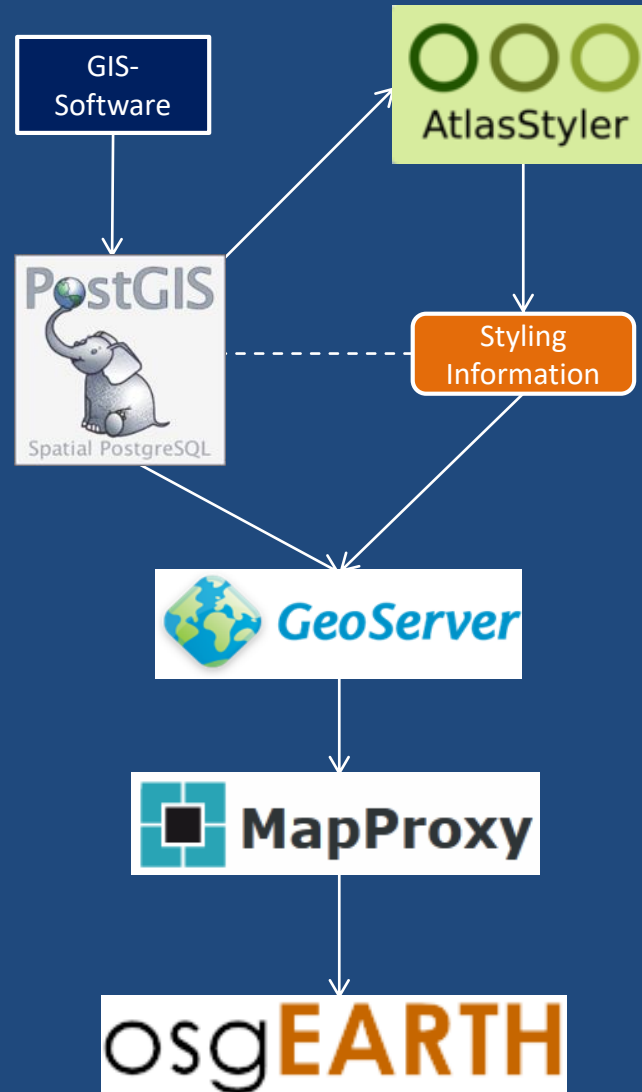 GIS-
Software
AtlasStyler
PostGIS
Spatial PostgreSQL
Styling
Information
GeoServer
MapProxy
osgEARTH